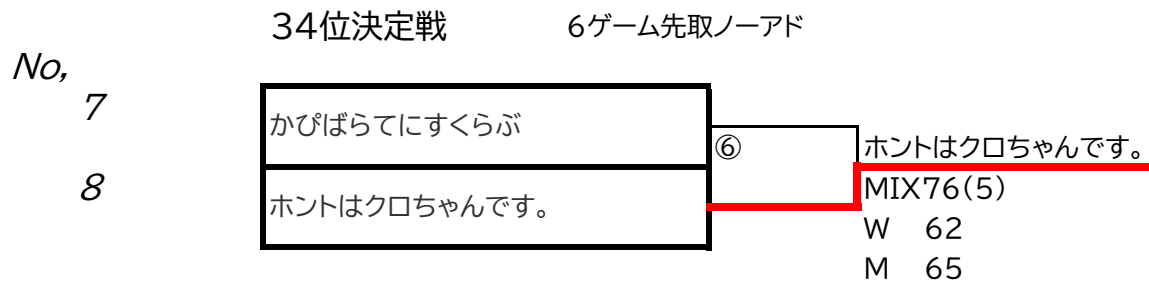 34位決定戦 6ゲーム先取ノーアド
No,
7
かぴばらてにすくらぶ
⑥
ホントはクロちゃんです。
8
ホントはクロちゃんです。
MIX76(5)
W 62
M 65